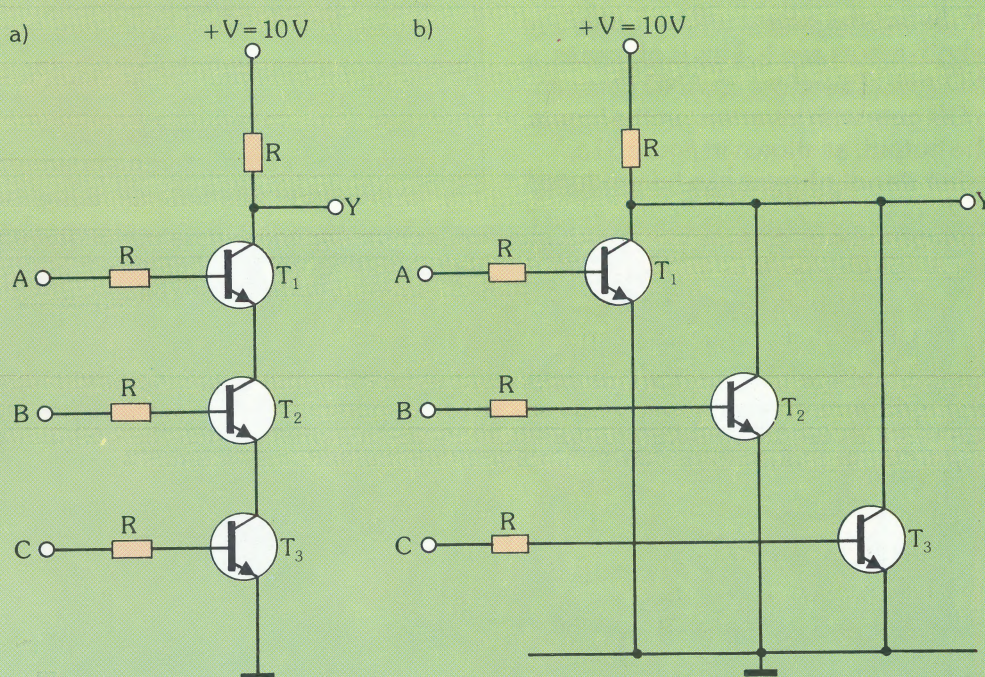 a)
+V = 10V
R
Y
A
R
T₁
B
R
T₂
C
R
T₃
b)
+V = 10V
R
Y
A
R
T₁
B
R
T₂
C
R
T₃